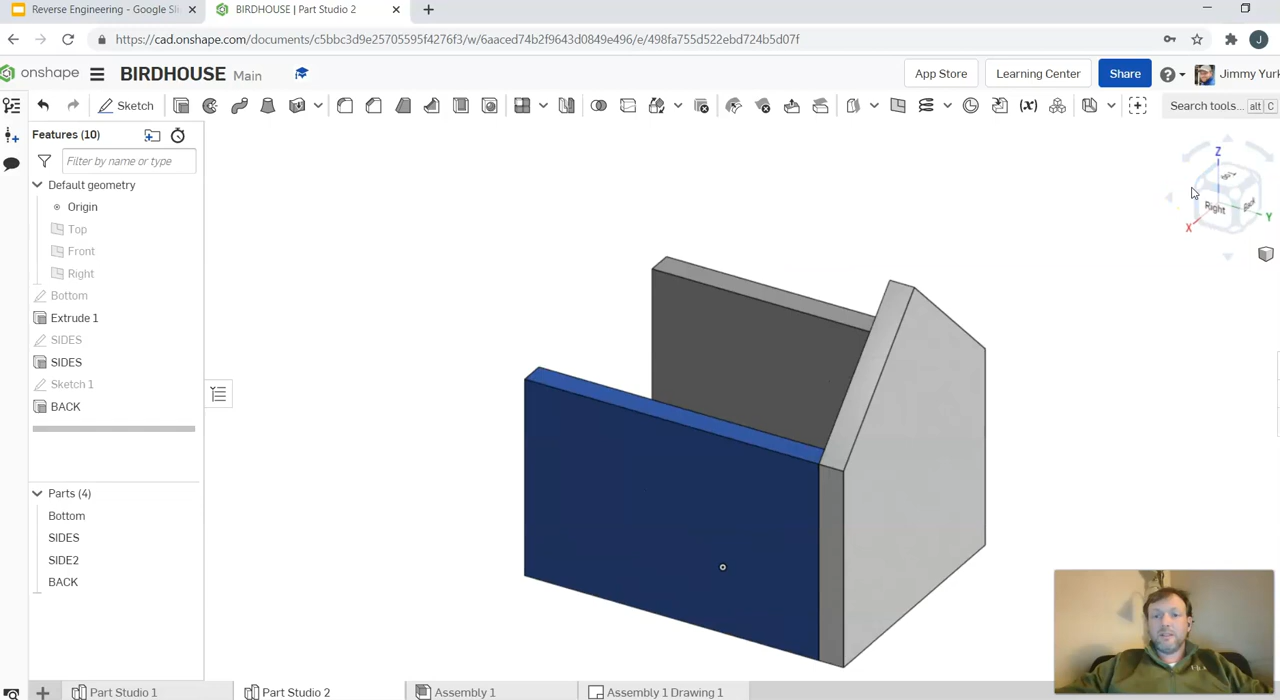 Reverse Engineering - Google Sli
BIRDHOUSE | Part Studio 2
https://cad.onshape.com/documents/c5bbc3d9e25705595f4276f3/w/6aaced74b2f9643d0849e496/e/498fa755d522ebd724b5d07f
J
onshape
BIRDHOUSE Main
App Store
Learning Center
Share
Jimmy Yurk
Sketch
(x)
Search tools... alt C
Features (10)
Filter by name or type
Default geometry
Origin
Top
Front
Right
Bottom
Extrude 1
SIDES
SIDES
Sketch 1
BACK
Parts (4)
Bottom
SIDES
SIDE2
BACK
Z
Right
Back
X
Y
Part Studio 1
Part Studio 2
Assembly 1
Assembly 1 Drawing 1